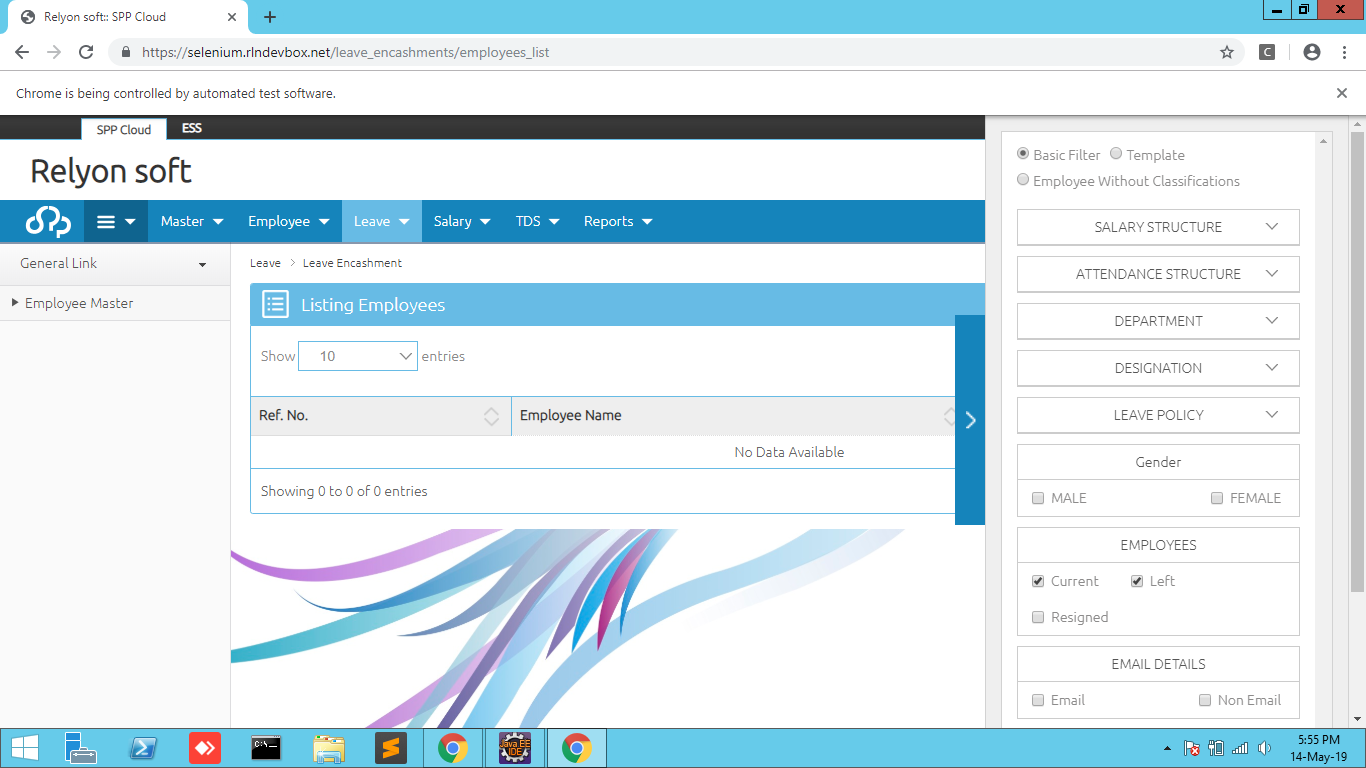 Relyon soft:: SPP Cloud
https://selenium.rlndevbox.net/leave_encashments/employees_list
C
Chrome is being controlled by automated test software.
SPP Cloud ESS
Relyon soft
Master Employee Leave Salary TDS Reports
General Link
Employee Master
Leave > Leave Encashment
Listing Employees
Show 10 entries
Ref. No. Employee Name
No Data Available
Showing 0 to 0 of 0 entries
Basic Filter Template
Employee Without Classifications
SALARY STRUCTURE
ATTENDANCE STRUCTURE
DEPARTMENT
DESIGNATION
LEAVE POLICY
Gender
MALE FEMALE
EMPLOYEES
Current Left
Resigned
EMAIL DETAILS
Email Non Email
C:\_
Java EE
IDE
5:55 PM
14-May-19